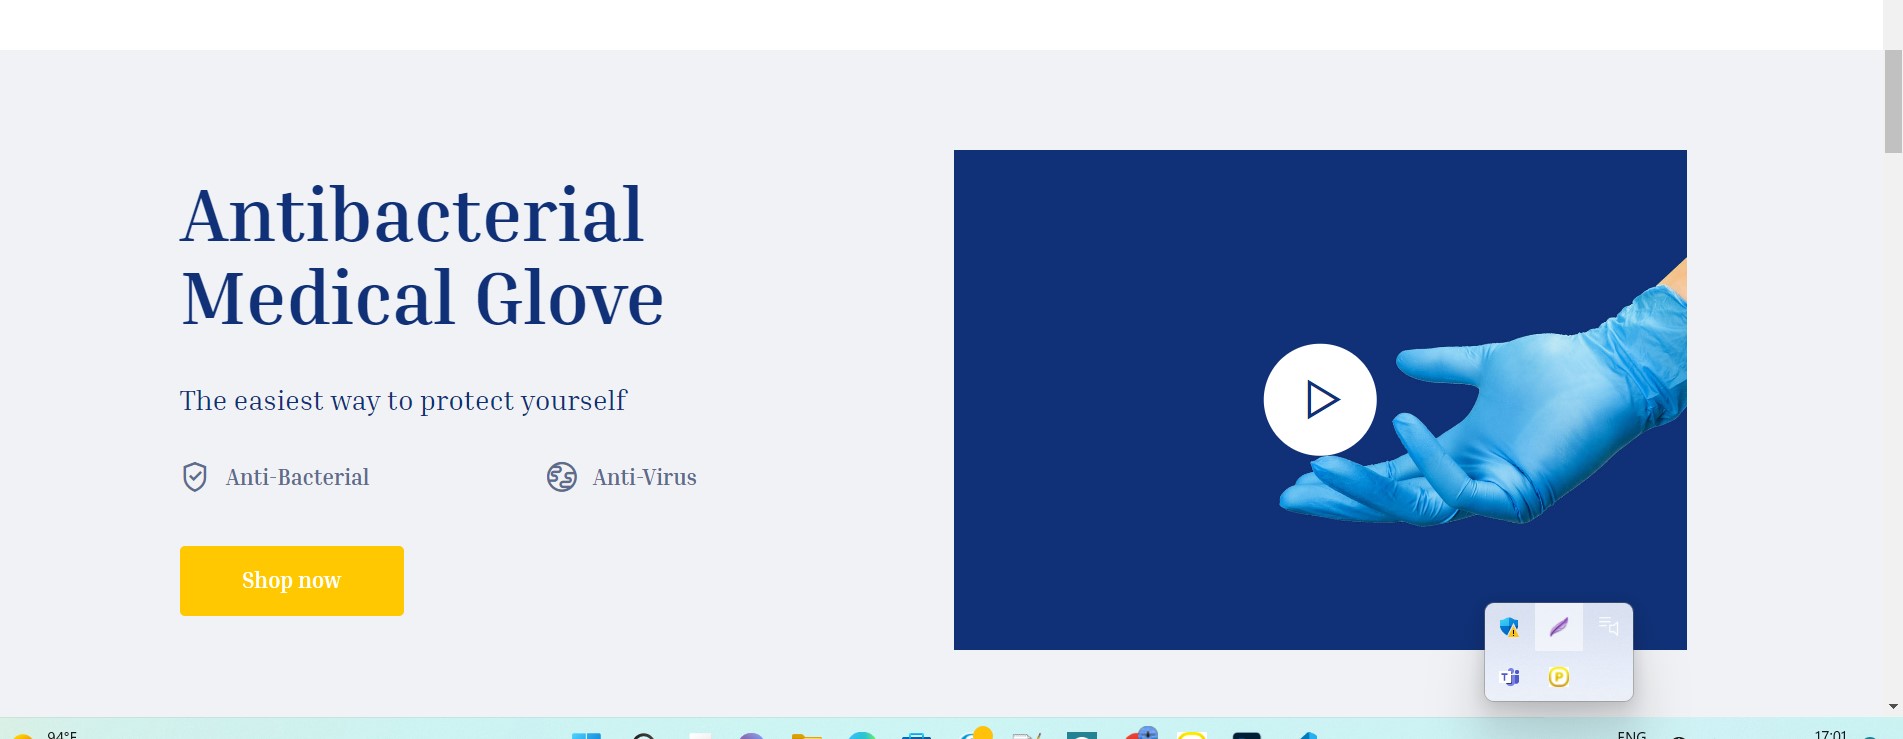 Antibacterial
Medical Glove
The easiest way to protect yourself
Anti-Bacterial
Anti-Virus
Shop now
T
P
94°F
ENG
17:01